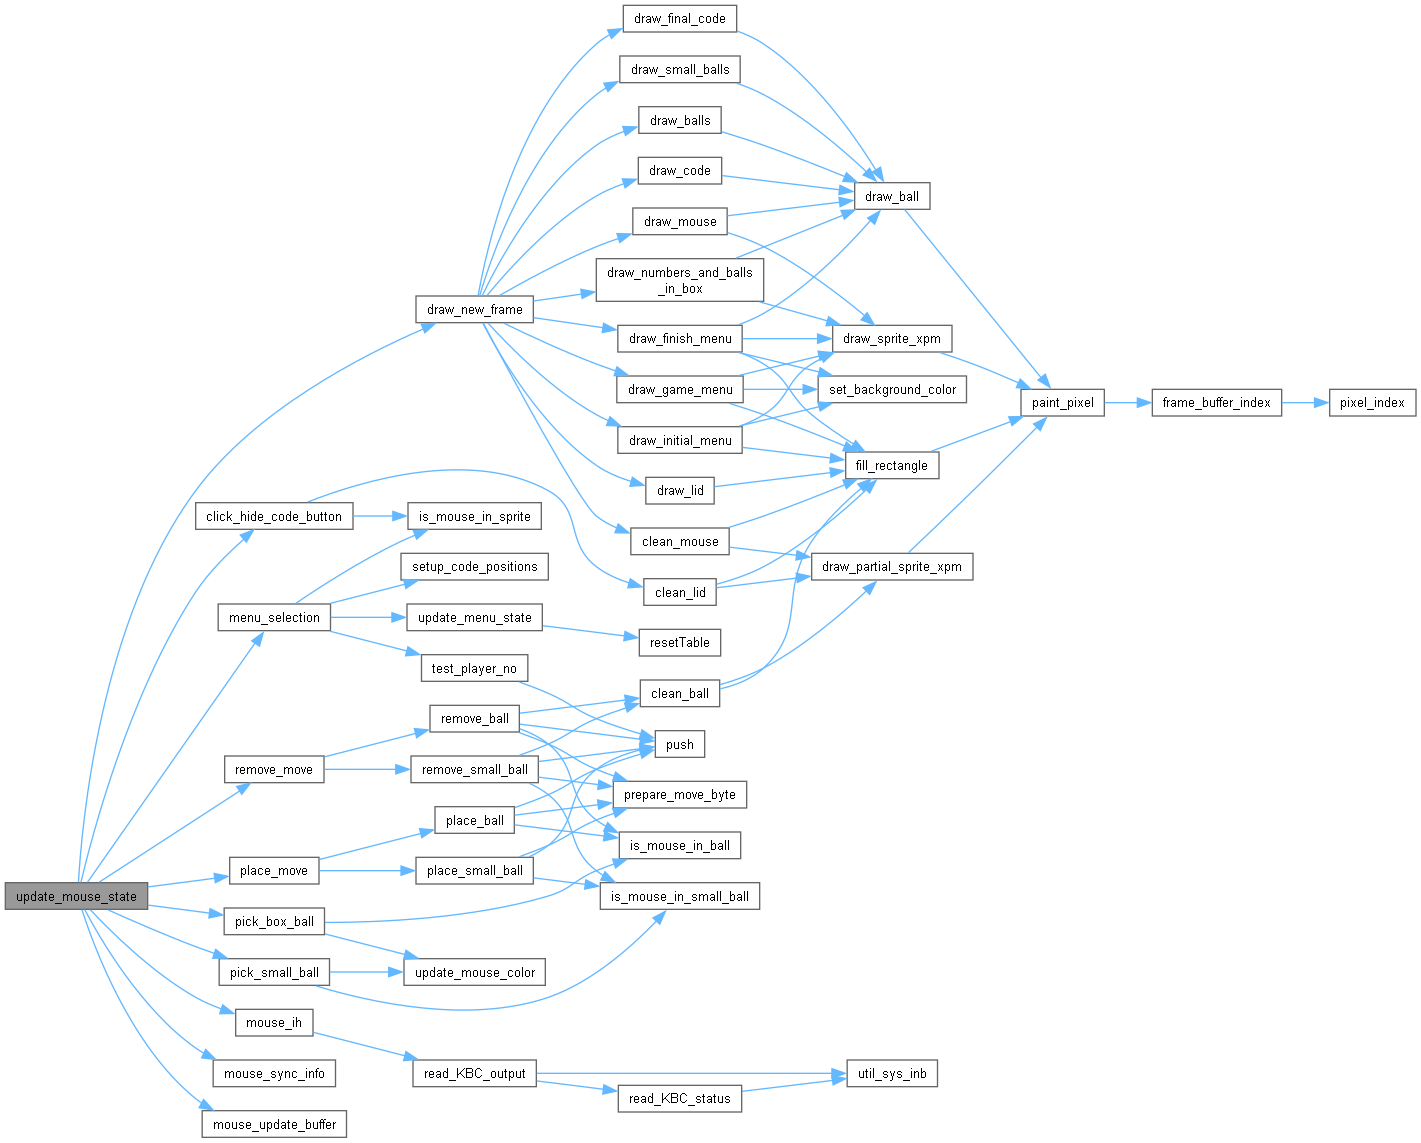 draw_final_code
draw_small_balls
draw_balls
draw_code
draw_ball
draw_mouse
draw_numbers_and_balls
_in_box
draw_new_frame
draw_finish_menu
draw_sprite_xpm
draw_game_menu
set_background_color
paint_pixel
frame_buffer_index
pixel_index
draw_initial_menu
fill_rectangle
draw_lid
click_hide_code_button
is_mouse_in_sprite
clean_mouse
setup_code_positions
draw_partial_sprite_xpm
clean_lid
menu_selection
update_menu_state
resetTable
test_player_no
clean_ball
remove_ball
push
remove_move
remove_small_ball
prepare_move_byte
place_ball
is_mouse_in_ball
place_move
place_small_ball
update_mouse_state
is_mouse_in_small_ball
pick_box_ball
pick_small_ball
update_mouse_color
mouse_ih
mouse_sync_info
read_KBC_output
util_sys_inb
read_KBC_status
mouse_update_buffer